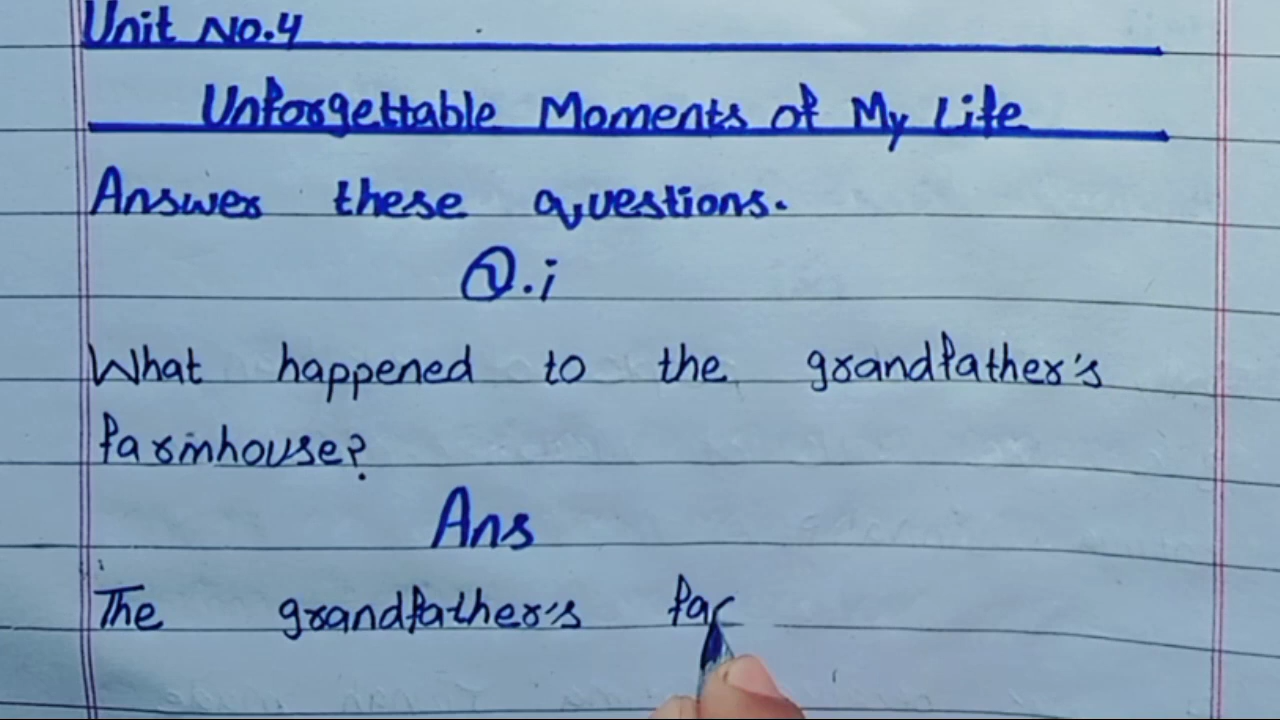 Unit No.4
Unforgettable Moments of My Life
Answer these questions.
Q.i
What happened to the grandfather's
farmhouse?
Ans
The grandfather's far